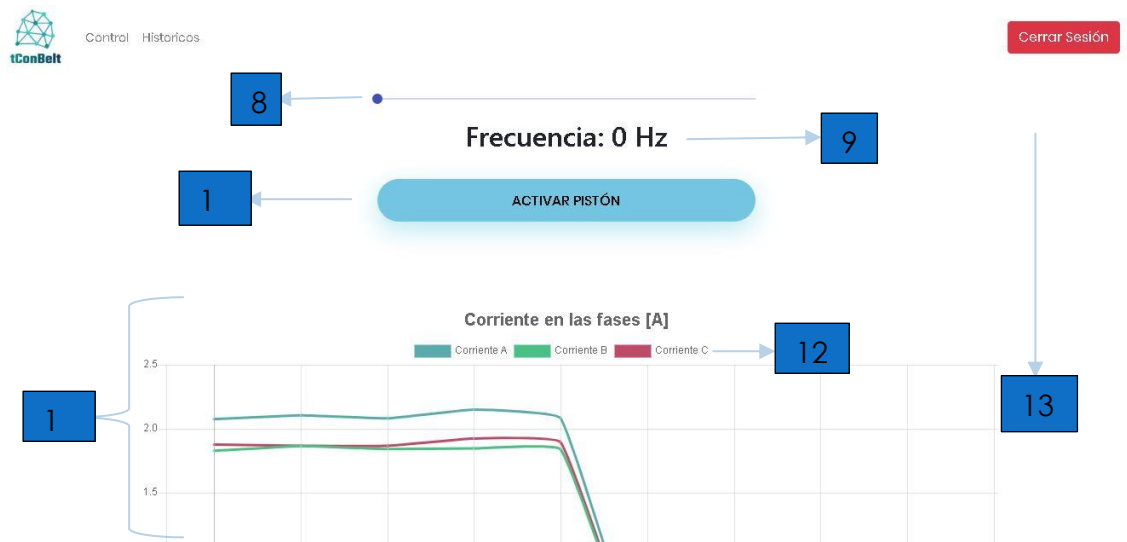 tConBelt
Control Historicos
Cerrar Sesión
8
Frecuencia: 0 Hz
9
1
ACTIVAR PISTÓN
Corriente en las fases [A]
Corriente A Corriente B Corriente C
12
2.5
13
1
2.0
1.5